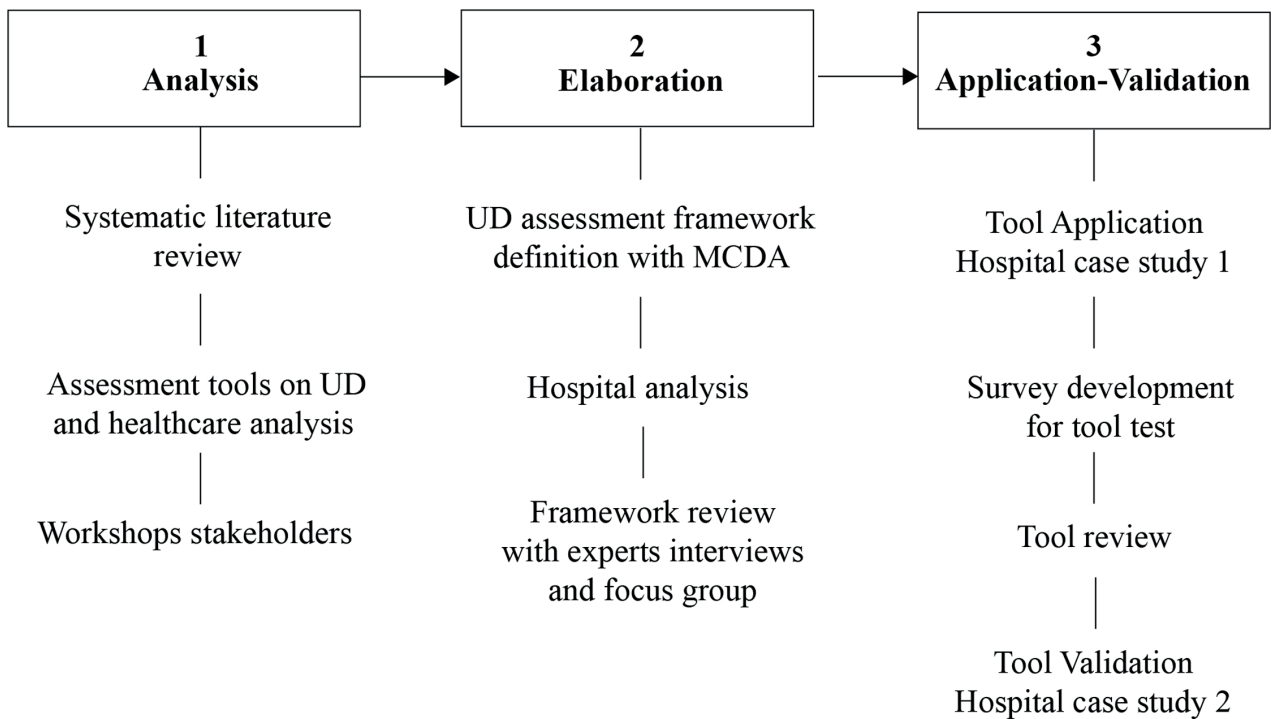 1
Analysis
Systematic literature
review
Assessment tools on UD
and healthcare analysis
Workshops stakeholders
2
Elaboration
UD assessment framework
definition with MCDA
Hospital analysis
Framework review
with experts interviews
and focus group
3
Application-Validation
Tool Application
Hospital case study 1
Survey development
for tool test
Tool review
Tool Validation
Hospital case study 2